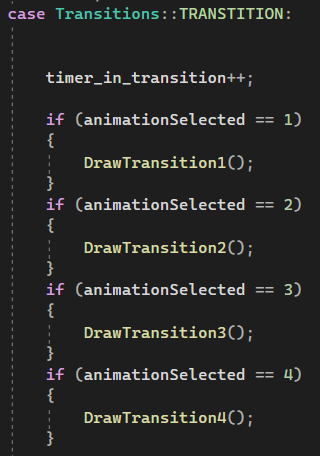 case Transitions::TRANSTITION:
timer_in_transition++;
if (animationSelected == 1)
{
DrawTransition1();
}
if (animationSelected == 2)
{
DrawTransition2();
}
if (animationSelected == 3)
{
DrawTransition3();
}
if (animationSelected == 4)
{
DrawTransition4();
}